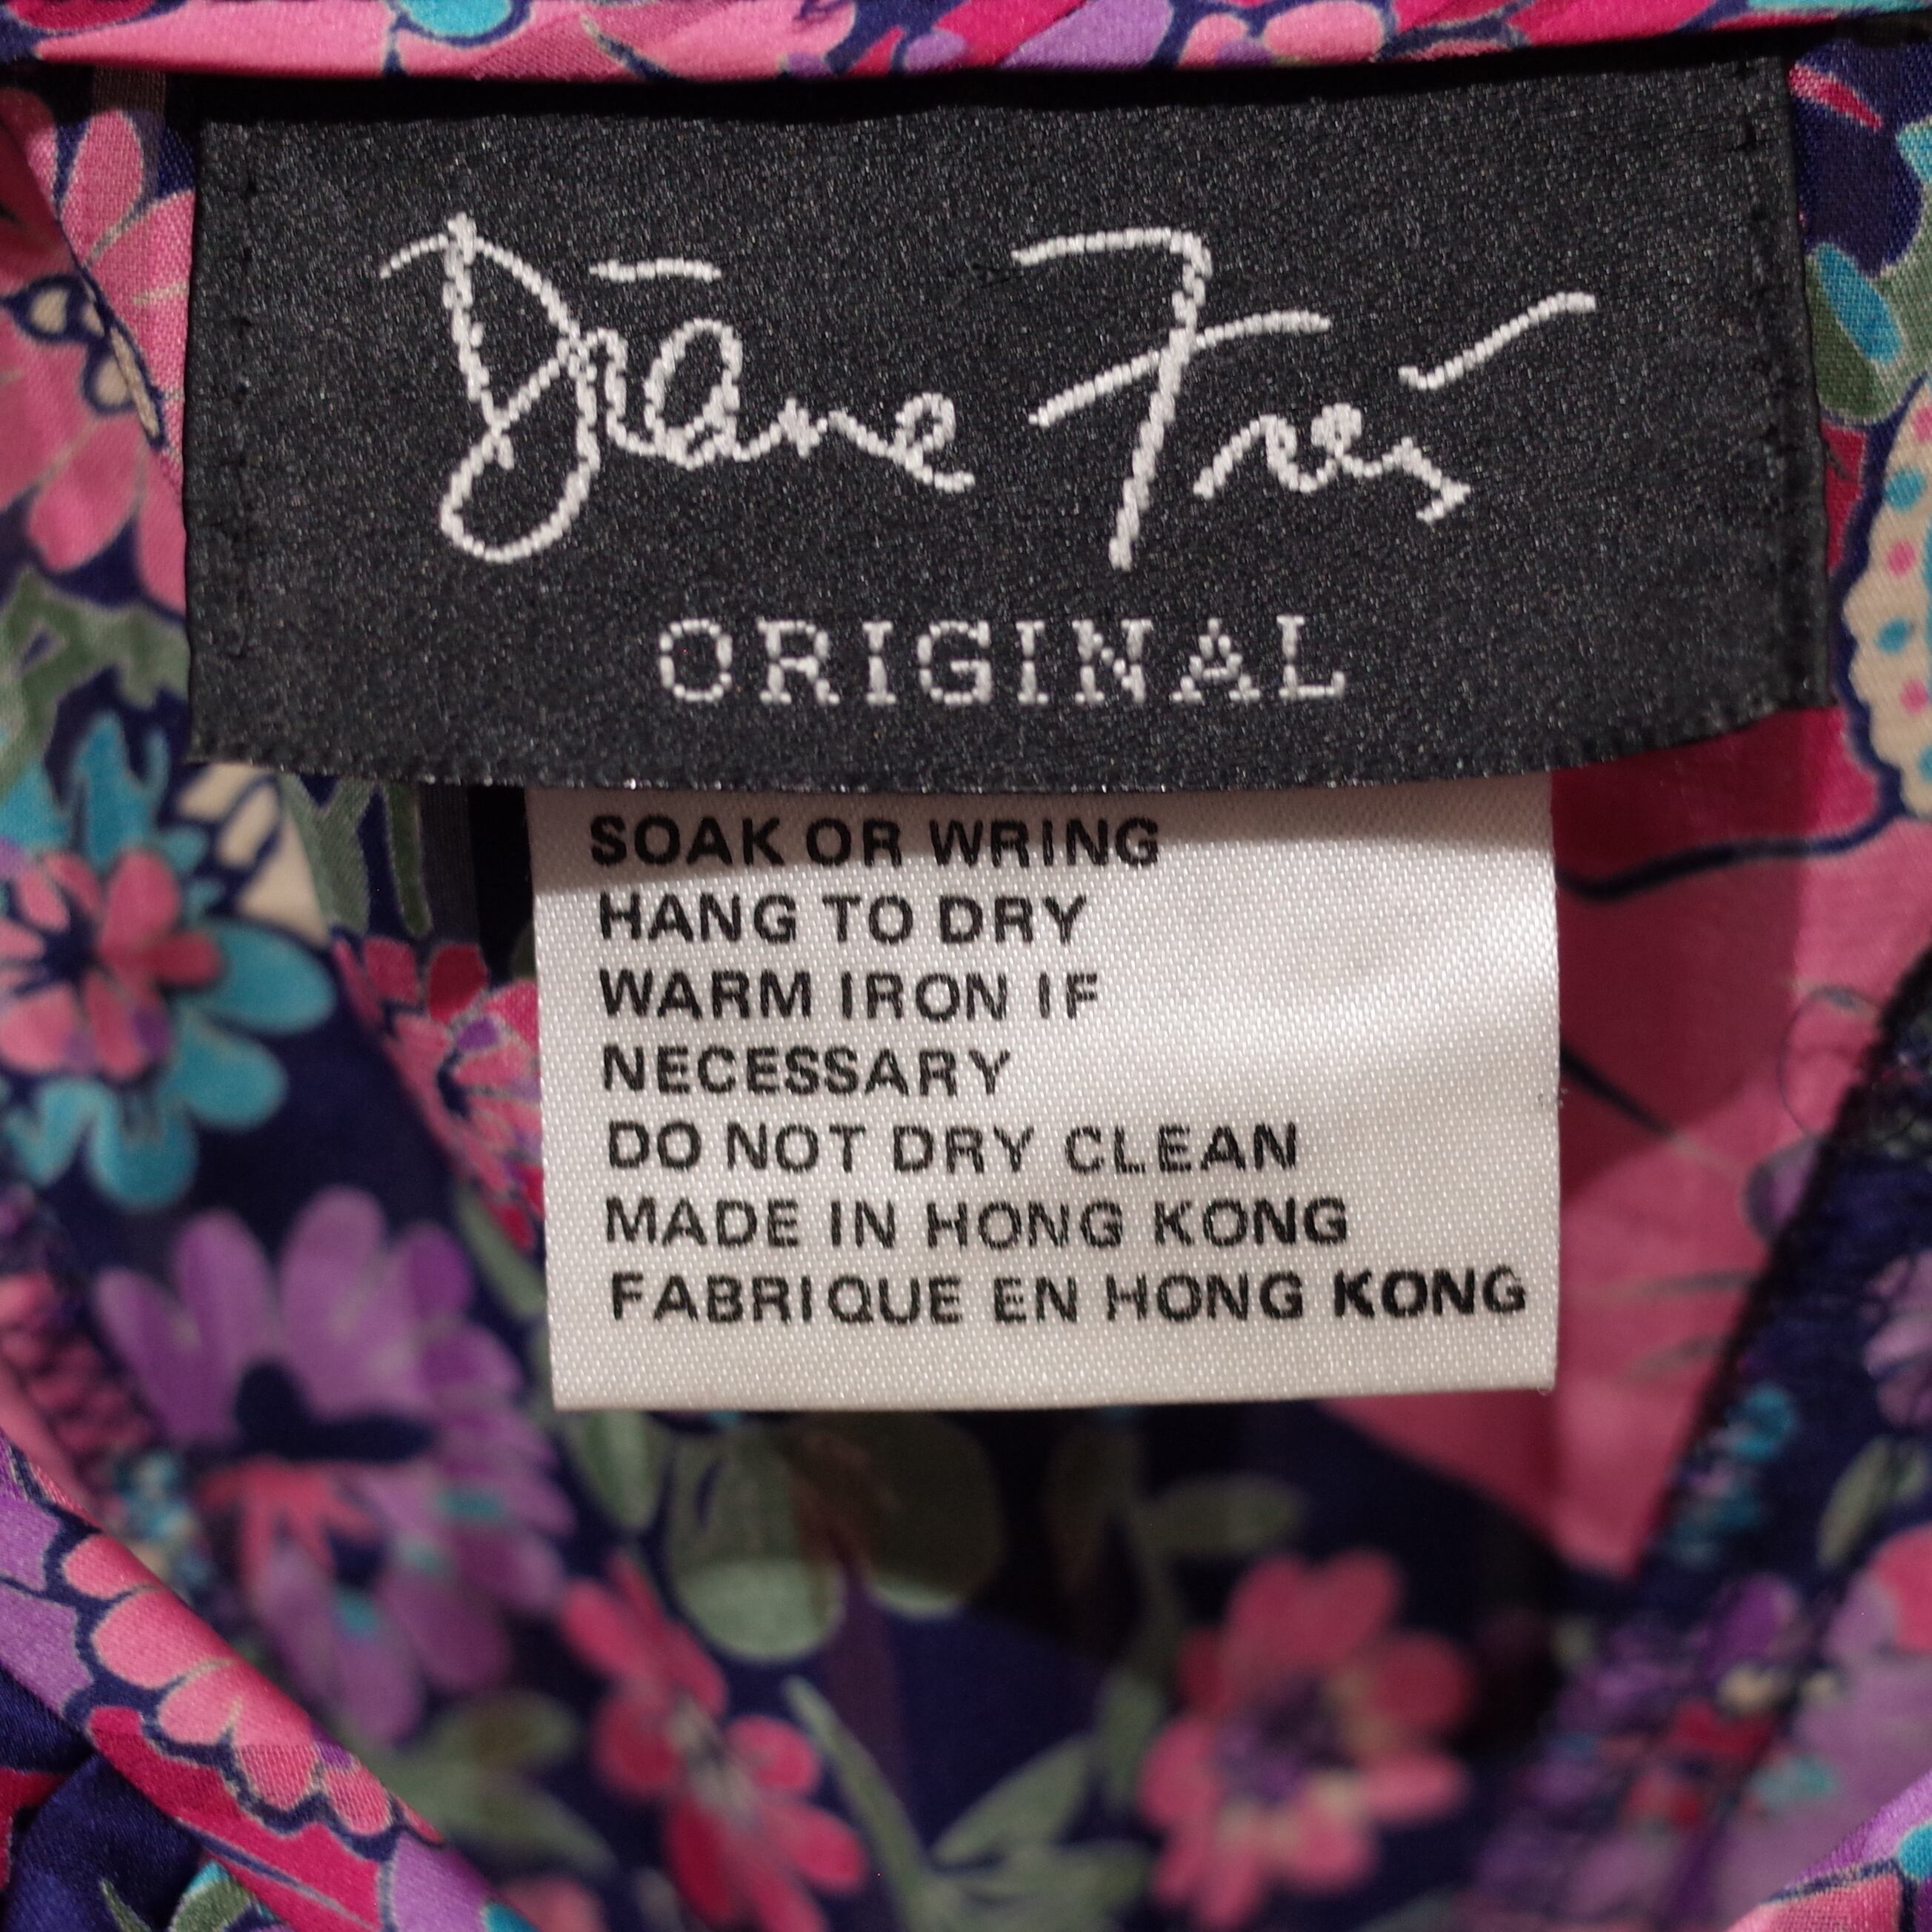 Diane Frés
ORIGINAL
SOAK OR WRING
HANG TO DRY
WARM IRON IF
NECESSARY
DO NOT DRY CLEAN
MADE IN HONG KONG
FABRIQUE EN HONG KONG